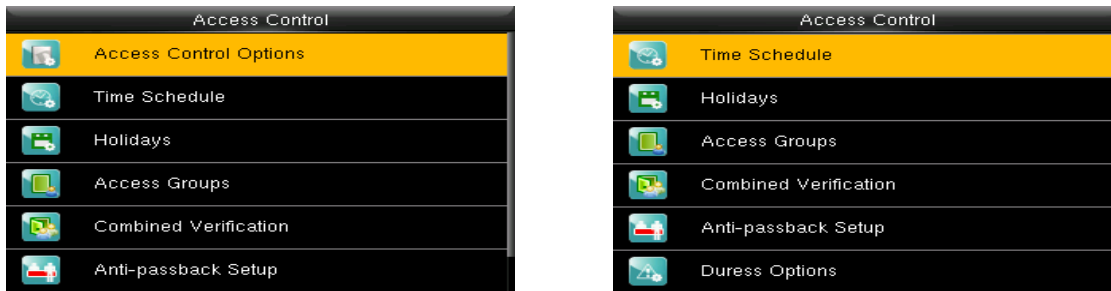 Access Control
Access Control Options
Time Schedule
Holidays
Access Groups
Combined Verification
Anti-passback Setup
Access Control
Time Schedule
Holidays
Access Groups
Combined Verification
Anti-passback Setup
Duress Options